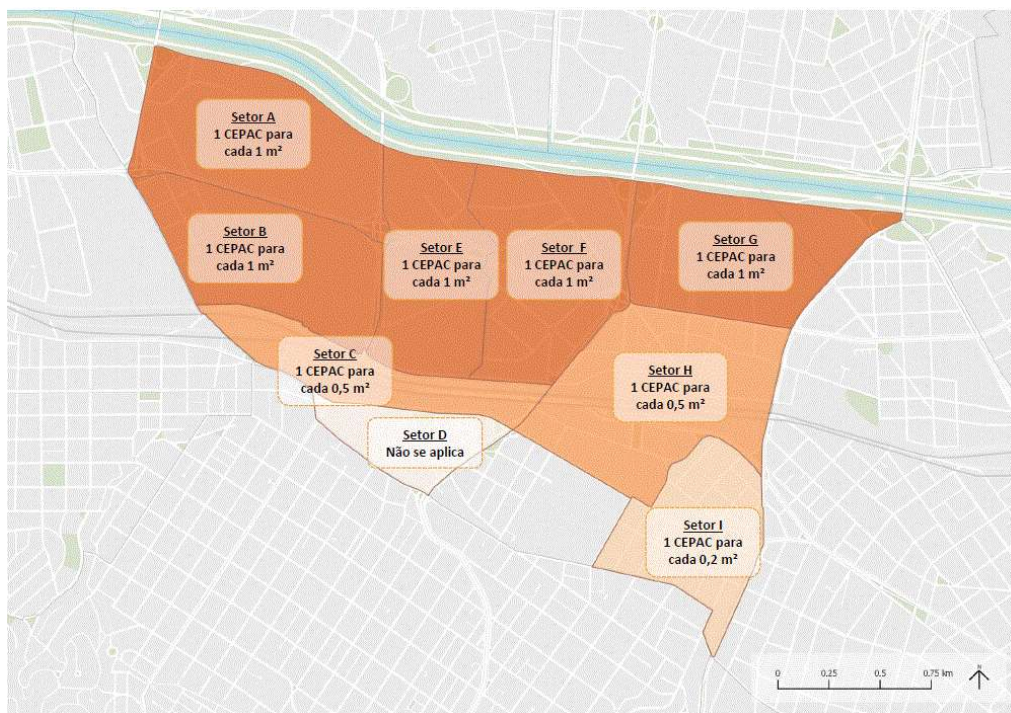 Setor A
1 CEPAC para
cada 1 m²
Setor B
1 CEPAC para
cada 1 m²
Setor E
1 CEPAC para
cada 1 m²
Setor F
1 CEPAC para
cada 1 m²
Setor G
1 CEPAC para
cada 1 m²
Setor C
1 CEPAC para
cada 0,5 m²
Setor H
1 CEPAC para
cada 0,5 m²
Setor D
Não se aplica
Setor I
1 CEPAC para
cada 0,2 m²
0 0.25 0.5 0.75 km
N